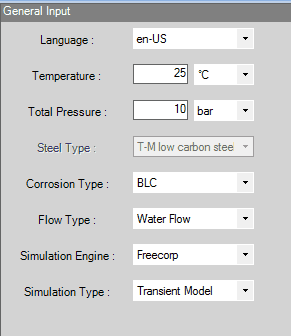 General Input
Language : en-US
Temperature : 25 °C
Total Pressure : 10 bar
Steel Type : T-M low carbon stee
Corrosion Type : BLC
Flow Type : Water Flow
Simulation Engine : Freecorp
Simulation Type : Transient Model